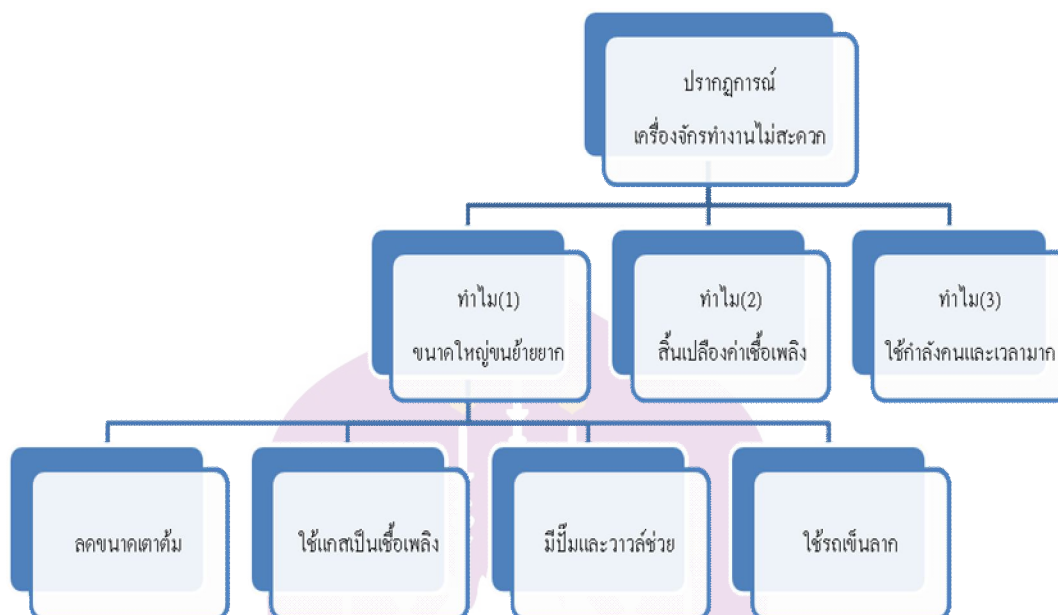 ปรากฏการณ์
เครื่องจักรทำงานไม่สะดวก
ทำไม(1)
ขนาดใหญ่ขนย้ายยาก
ทำไม(2)
สิ้นเปลืองค่าเชื้อเพลิง
ทำไม(3)
ใช้กำลังคนและเวลามาก
ลดขนาดเตาต้ม
ใช้แกสเป็นเชื้อเพลิง
มีปั๊มและวาวล์ช่วย
ใช้รถเข็นลาก